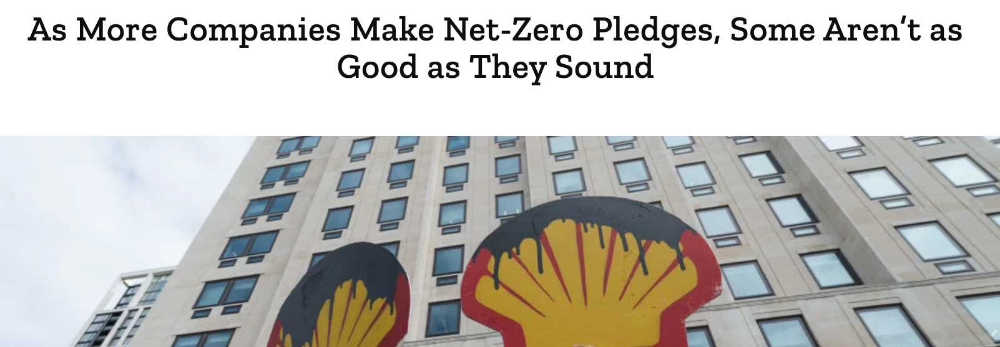 As More Companies Make Net-Zero Pledges, Some Aren’t as
Good as They Sound